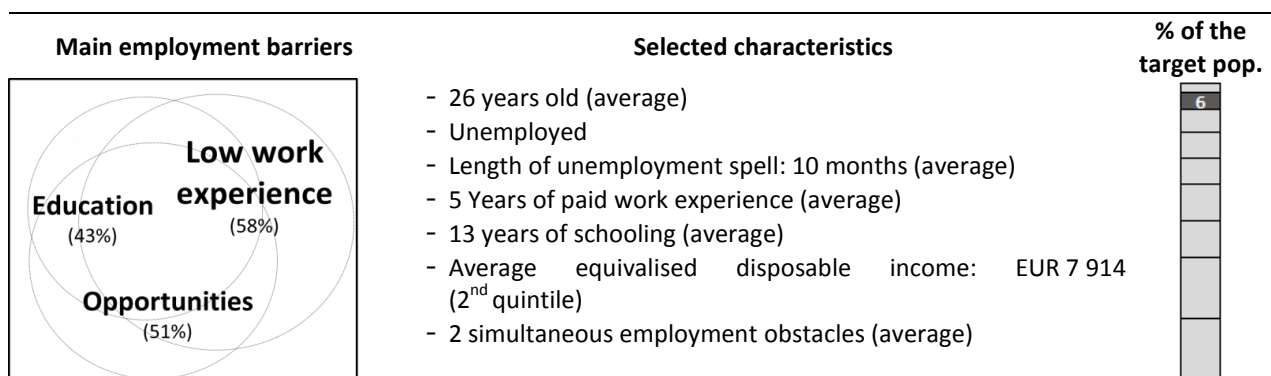 Main employment barriers
Selected characteristics
% of the
target pop.
Low work
experience
(58%)
Education
(43%)
Opportunities
(51%)
- 26 years old (average)
- Unemployed
- Length of unemployment spell: 10 months (average)
- 5 Years of paid work experience (average)
- 13 years of schooling (average)
- Average equivalised disposable income: EUR 7 914
(2nd quintile)
- 2 simultaneous employment obstacles (average)
6